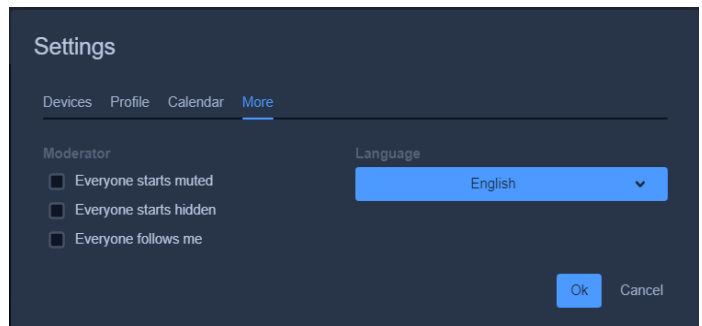 Settings
Devices Profile Calendar More
Moderator
Everyone starts muted
Everyone starts hidden
Everyone follows me
Language
English
Ok Cancel